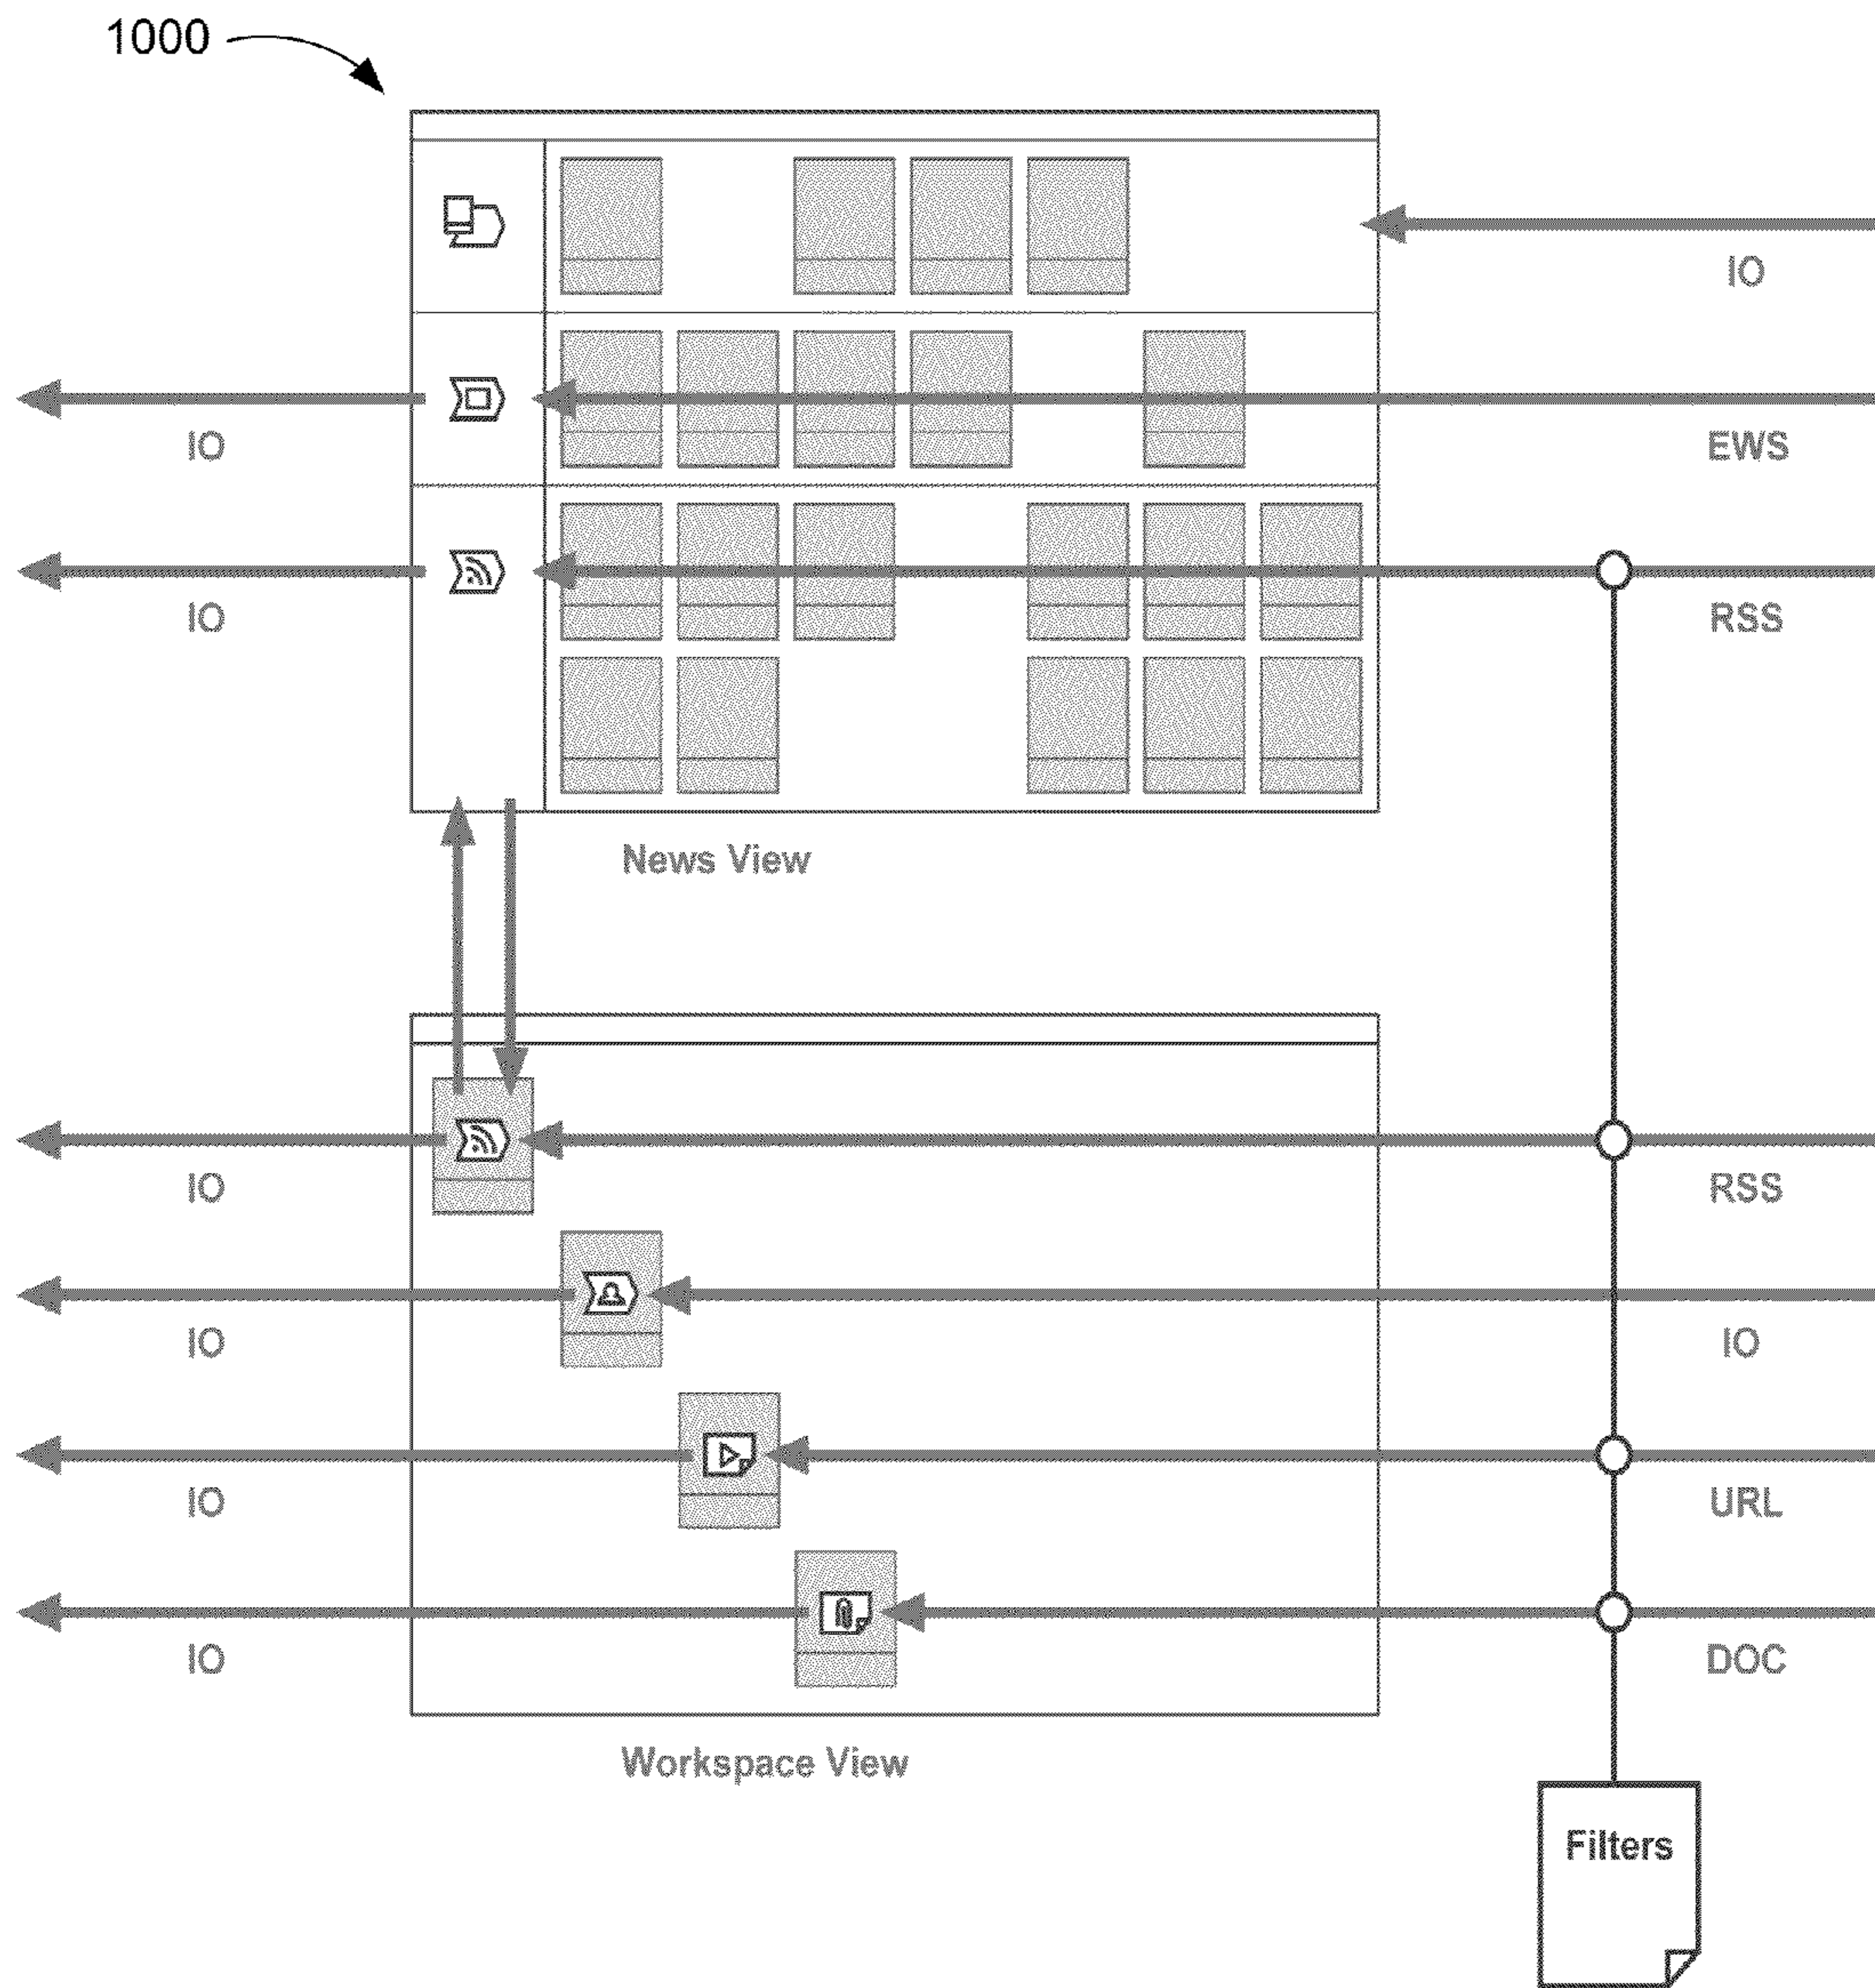 1000
IO
IO
EWS
IO
RSS
News View
IO
RSS
IO
IO
IO
URL
IO
DOC
Workspace View
Filters